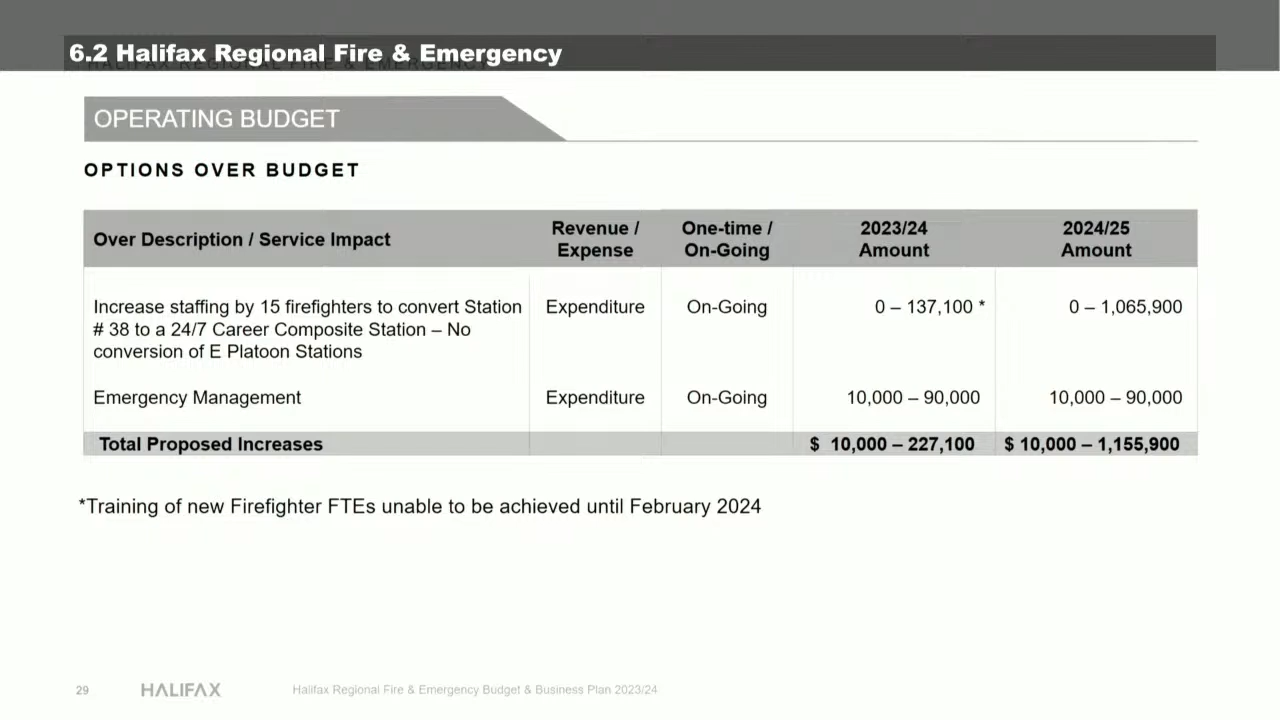 6.2 Halifax Regional Fire & Emergency
HALIFAX REGIONAL FIRE & EMERGENCY
OPERATING BUDGET
OPTIONS OVER BUDGET
Over Description / Service Impact
Revenue / Expense
One-time / On-Going
2023/24 Amount
2024/25 Amount
Increase staffing by 15 firefighters to convert Station
# 38 to a 24/7 Career Composite Station – No
conversion of E Platoon Stations
Expenditure
On-Going
0 – 137,100 *
0 – 1,065,900
Emergency Management
Expenditure
On-Going
10,000 – 90,000
10,000 – 90,000
Total Proposed Increases
$ 10,000 – 227,100
$ 10,000 – 1,155,900
*Training of new Firefighter FTEs unable to be achieved until February 2024
29
HALIFAX
Halifax Regional Fire & Emergency Budget & Business Plan 2023/24